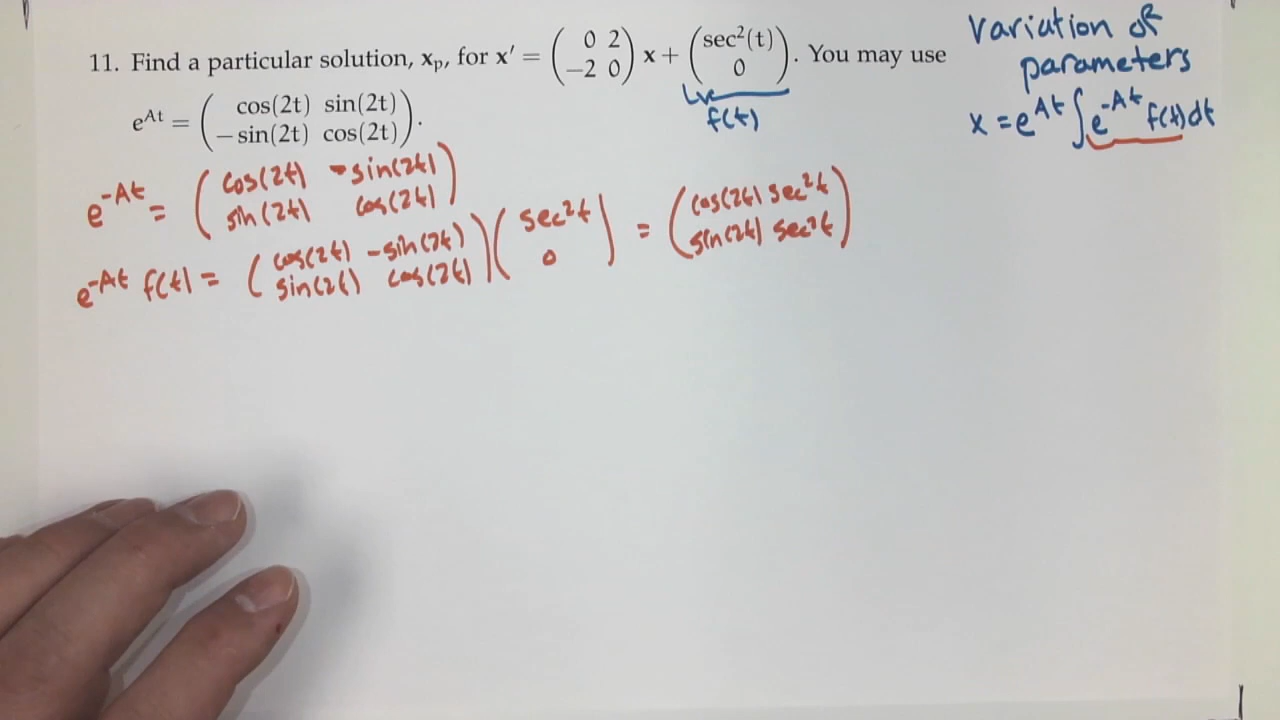 11. Find a particular solution, xₚ, for x′ = ( 0 2 ; −2 0 ) x + ( sec²(t) ; 0 ). You may use
e^{At} = ( cos(2t) sin(2t) ; − sin(2t) cos(2t) ).
f(t)
Variation of
parameters
x = e^{At} ∫ e^{-At} f(t) dt
e^{-At} = ( cos(2t) -sin(2t) ; sin(2t) cos(2t) )
e^{-At} f(t) = ( cos(2t) -sin(2t) ; sin(2t) cos(2t) ) ( sec²t ; 0 ) = ( cos(2t) sec²t ; sin(2t) sec²t )